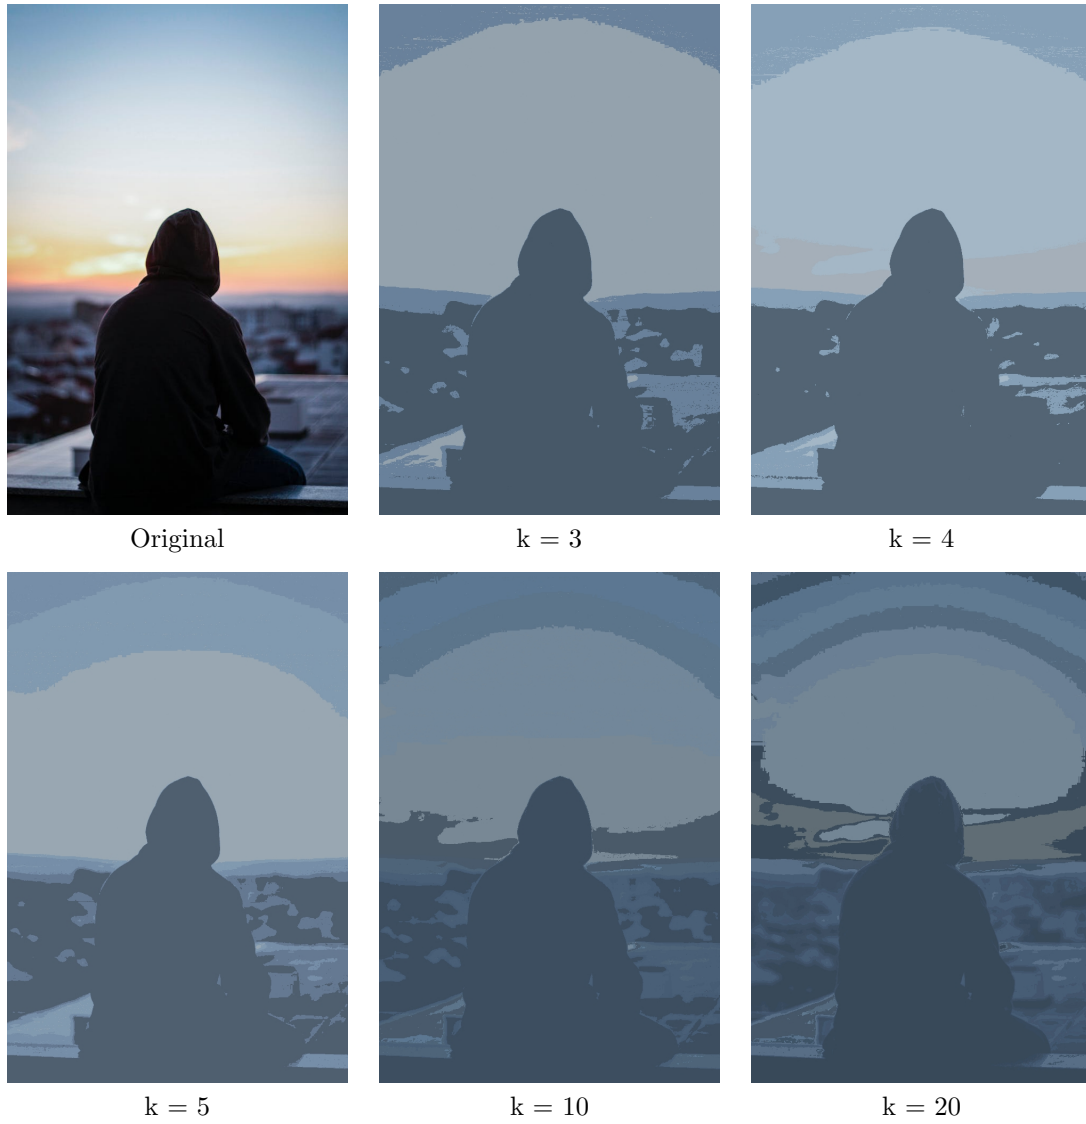 Original
k = 3
k = 4
k = 5
k = 10
k = 20